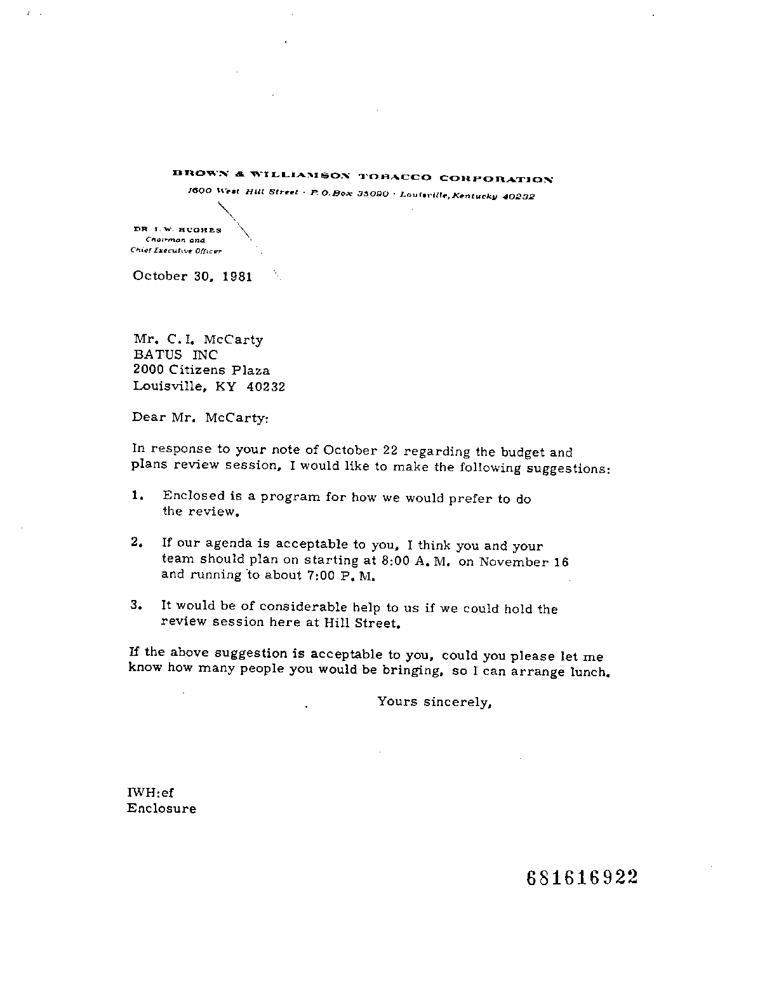 BROWN & WILLIAMSON TOBACCO CORPORATION
1600 West Hill Street · P.O. Box 35090 · Louisville, Kentucky 40232
DR I. W. HUGHES
Chairman and
Chief Executive Officer
October 30, 1981
Mr. C. I. McCarty
BATUS INC
2000 Citizens Plaza
Louisville, KY 40232
Dear Mr. McCarty:
In response to your note of October 22 regarding the budget and
plans review session, I would like to make the following suggestions:
1. Enclosed is a program for how we would prefer to do
the review.
2. If our agenda is acceptable to you, I think you and your
team should plan on starting at 8:00 A. M. on November 16
and running to about 7:00 P. M.
3. It would be of considerable help to us if we could hold the
review session here at Hill Street.
If the above suggestion is acceptable to you, could you please let me
know how many people you would be bringing, so I can arrange lunch.
Yours sincerely,
IWH:ef
Enclosure
681616922